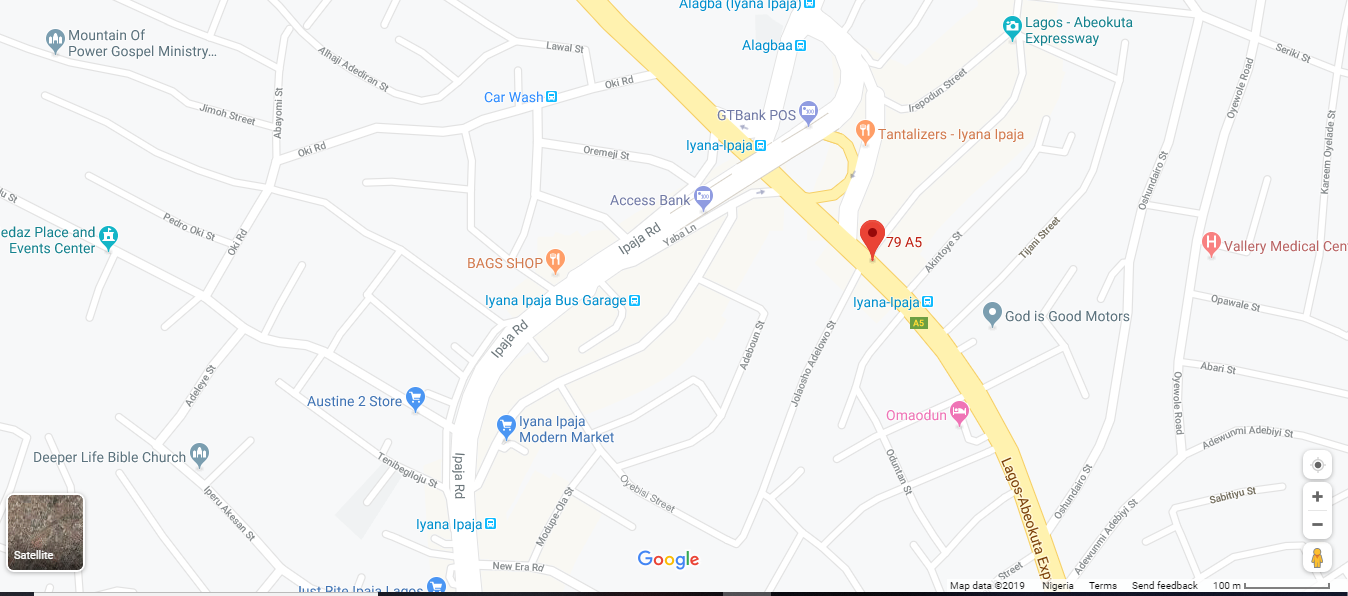 Alagba (Iyana Ipaja)
Mountain Of
Power Gospel Ministry...
Lagos - Abeokuta
Expressway
Alagbaa
Lawal St
Seriki St
Alhaji Adediran St
Oki Rd
Car Wash
Irepodun Street
Oyewole Road
Jimoh Street
Abayomi St
GTBank POS
Tantalizers - Iyana Ipaja
Kareem Oyelade St
Oki Rd
Oremeji St
Iyana-Ipaja
Oshundairo St
Access Bank
Pedro Oki St
edaz Place and
Events Center
Oki Rd
Ipaja Rd
Yaba Ln
79 A5
Akintoye St
Tijani Street
Vallery Medical Cen
BAGS SHOP
Iyana Ipaja Bus Garage
Iyana-Ipaja
A5
God is Good Motors
Opawale St
Ipaja Rd
Adeboun St
Jolaosho Adelowo St
Abari St
Adeleye St
Austine 2 Store
Oyewole Road
Omaodun
Iyana Ipaja
Modern Market
Adewunmi Adebiyi St
Deeper Life Bible Church
Tenibegiloju St
Ipaja Rd
Oduntan St
Oyebisi Street
Iperu Akesan St
Modupe-Ola St
Lagos-Abeokuta Exp
Oshundairo St
Sabitiyu St
Adewunmi Adebiyi St
Iyana Ipaja
Satellite
New Era Rd
Google
Street
Just Rite Ipaja Lagos
Map data ©2019 Nigeria Terms Send feedback 100 m